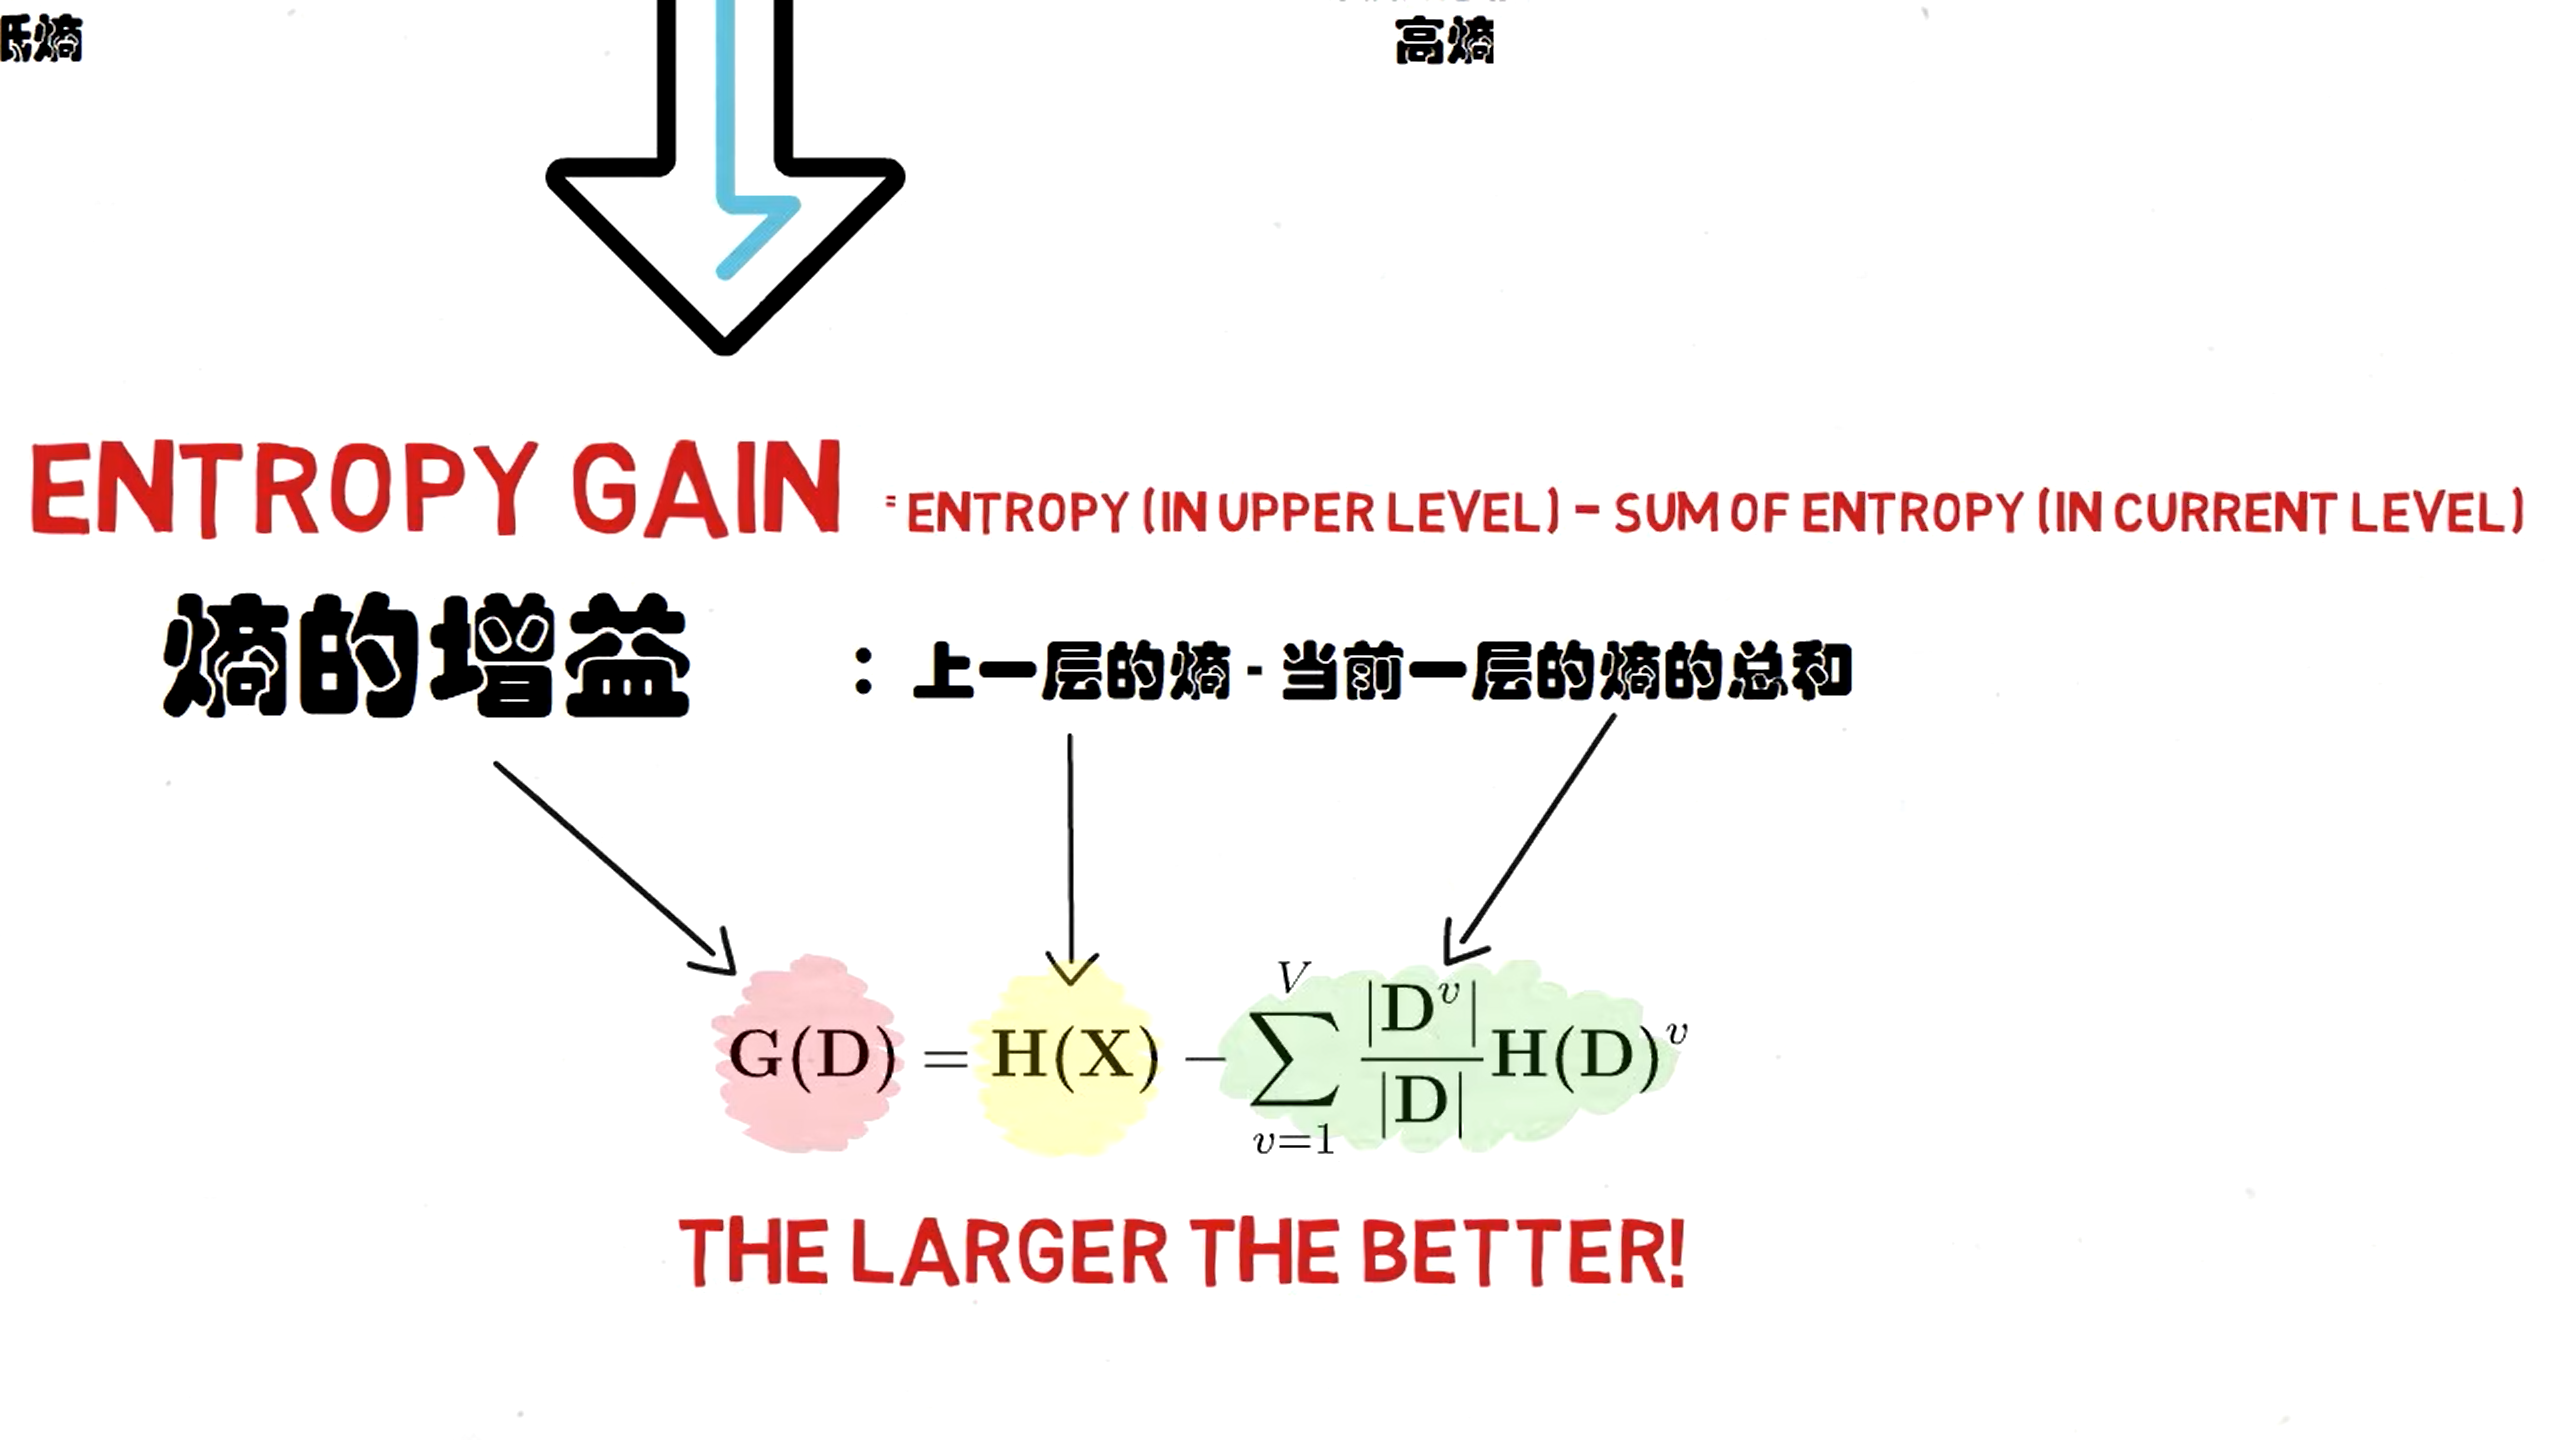 低熵
高熵
ENTROPY GAIN = ENTROPY (IN UPPER LEVEL) - SUM OF ENTROPY (IN CURRENT LEVEL)
熵的增益 : 上一层的熵 - 当前一层的熵的总和
G(D) = H(X) - \sum_{v=1}^{V} \frac{|D^v|}{|D|} H(D)^v
THE LARGER THE BETTER!